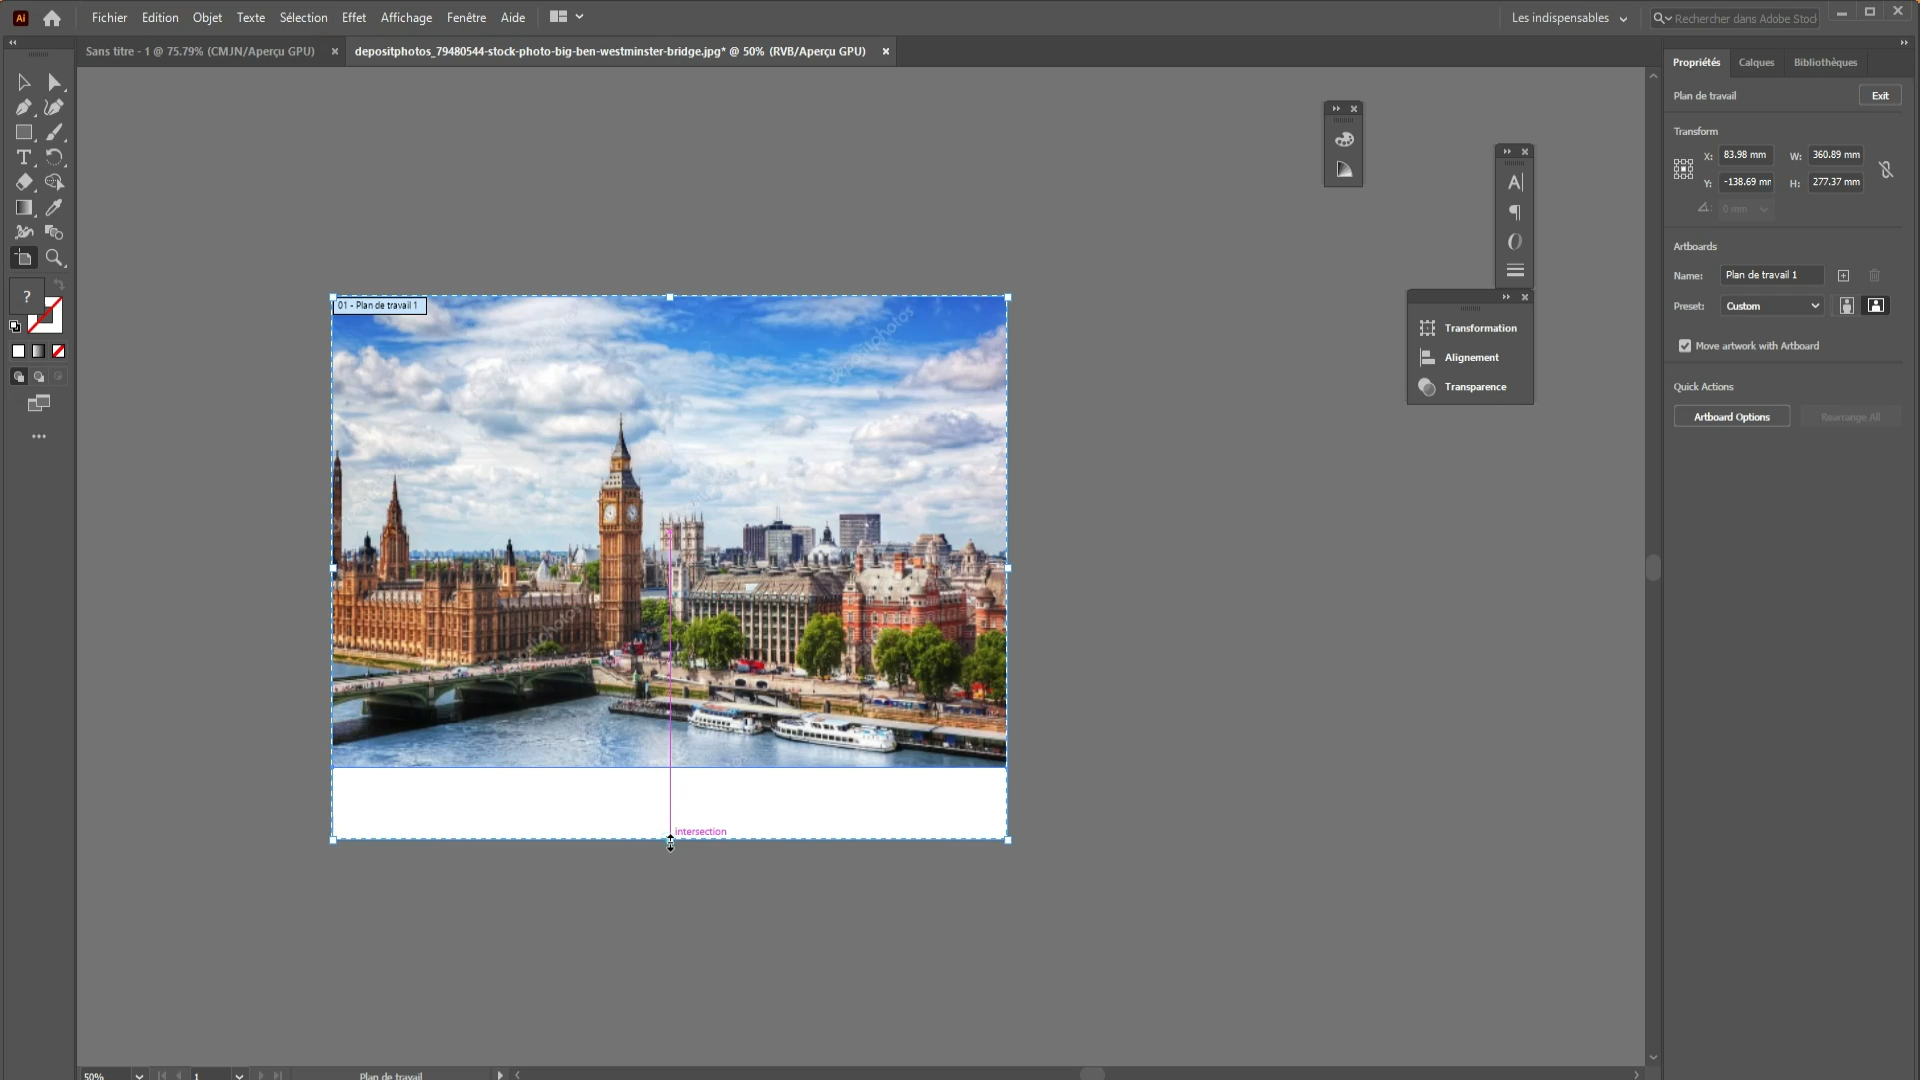 Ai
Fichier Edition Objet Texte Sélection Effet Affichage Fenêtre Aide
Les indispensables
Rechercher dans Adobe Stock
Sans titre - 1 @ 75.79% (CMJN/Aperçu GPU)
depositphotos_79480544-stock-photo-big-ben-westminster-bridge.jpg* @ 50% (RVB/Aperçu GPU)
Propriétés Calques Bibliothèques
Plan de travail Exit
Transform
X: 83.98 mm W: 360.89 mm
Y: -138.69 mm H: 277.37 mm
0 mm
Artboards
Name: Plan de travail 1
Preset: Custom
Move artwork with Artboard
Quick Actions
Artboard Options Rearrange All
Transformation
Alignement
Transparence
01 - Plan de travail 1
depositphotos
intersection
?
50% 1 Plan de travail